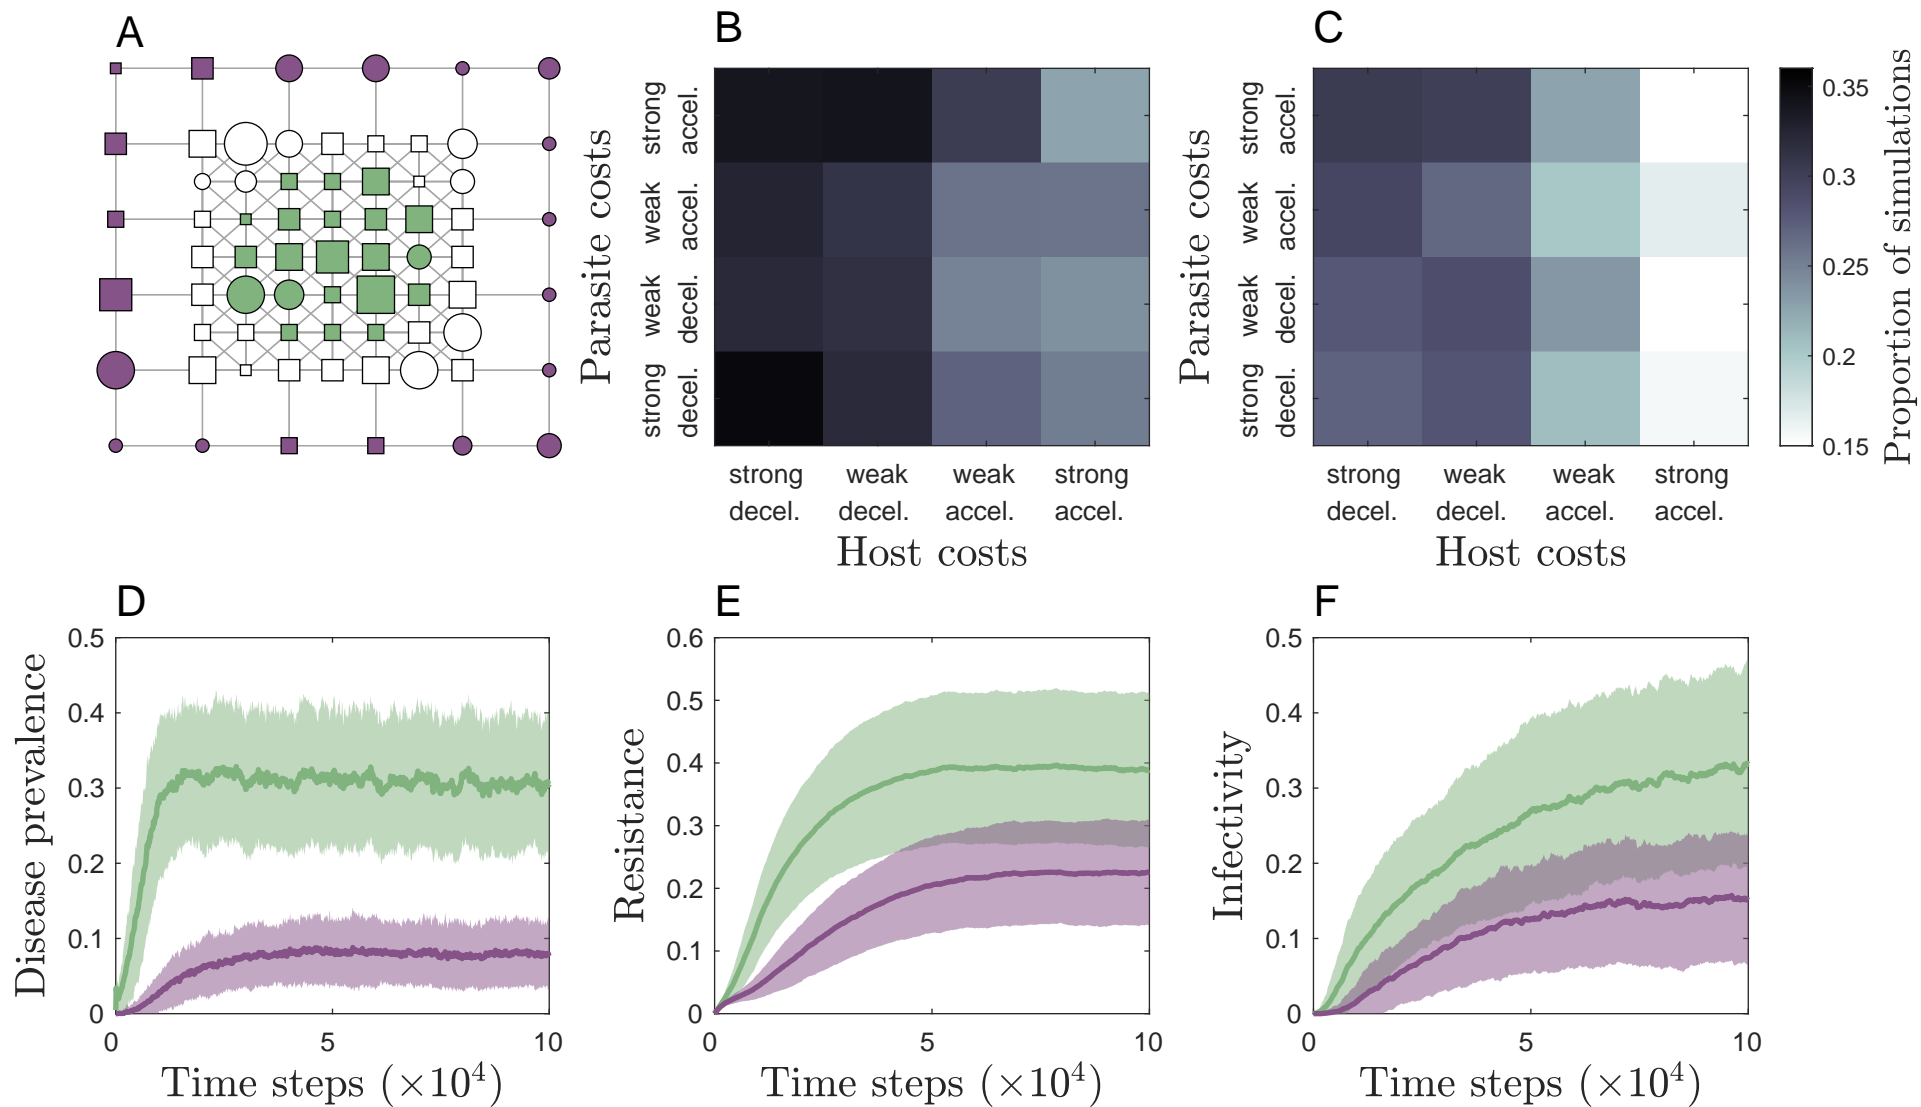 A
B
C
Parasite costs
strong accel.
weak accel.
weak decel.
strong decel.
strong decel.
weak decel.
weak accel.
strong accel.
Host costs
Parasite costs
strong accel.
weak accel.
weak decel.
strong decel.
strong decel.
weak decel.
weak accel.
strong accel.
Host costs
0.35
0.3
0.25
0.2
0.15
Proportion of simulations
D
Disease prevalence
0.5
0.4
0.3
0.2
0.1
0
0 5 10
Time steps (×10⁴)
E
Resistance
0.6
0.5
0.4
0.3
0.2
0.1
0
0 5 10
Time steps (×10⁴)
F
Infectivity
0.5
0.4
0.3
0.2
0.1
0
0 5 10
Time steps (×10⁴)